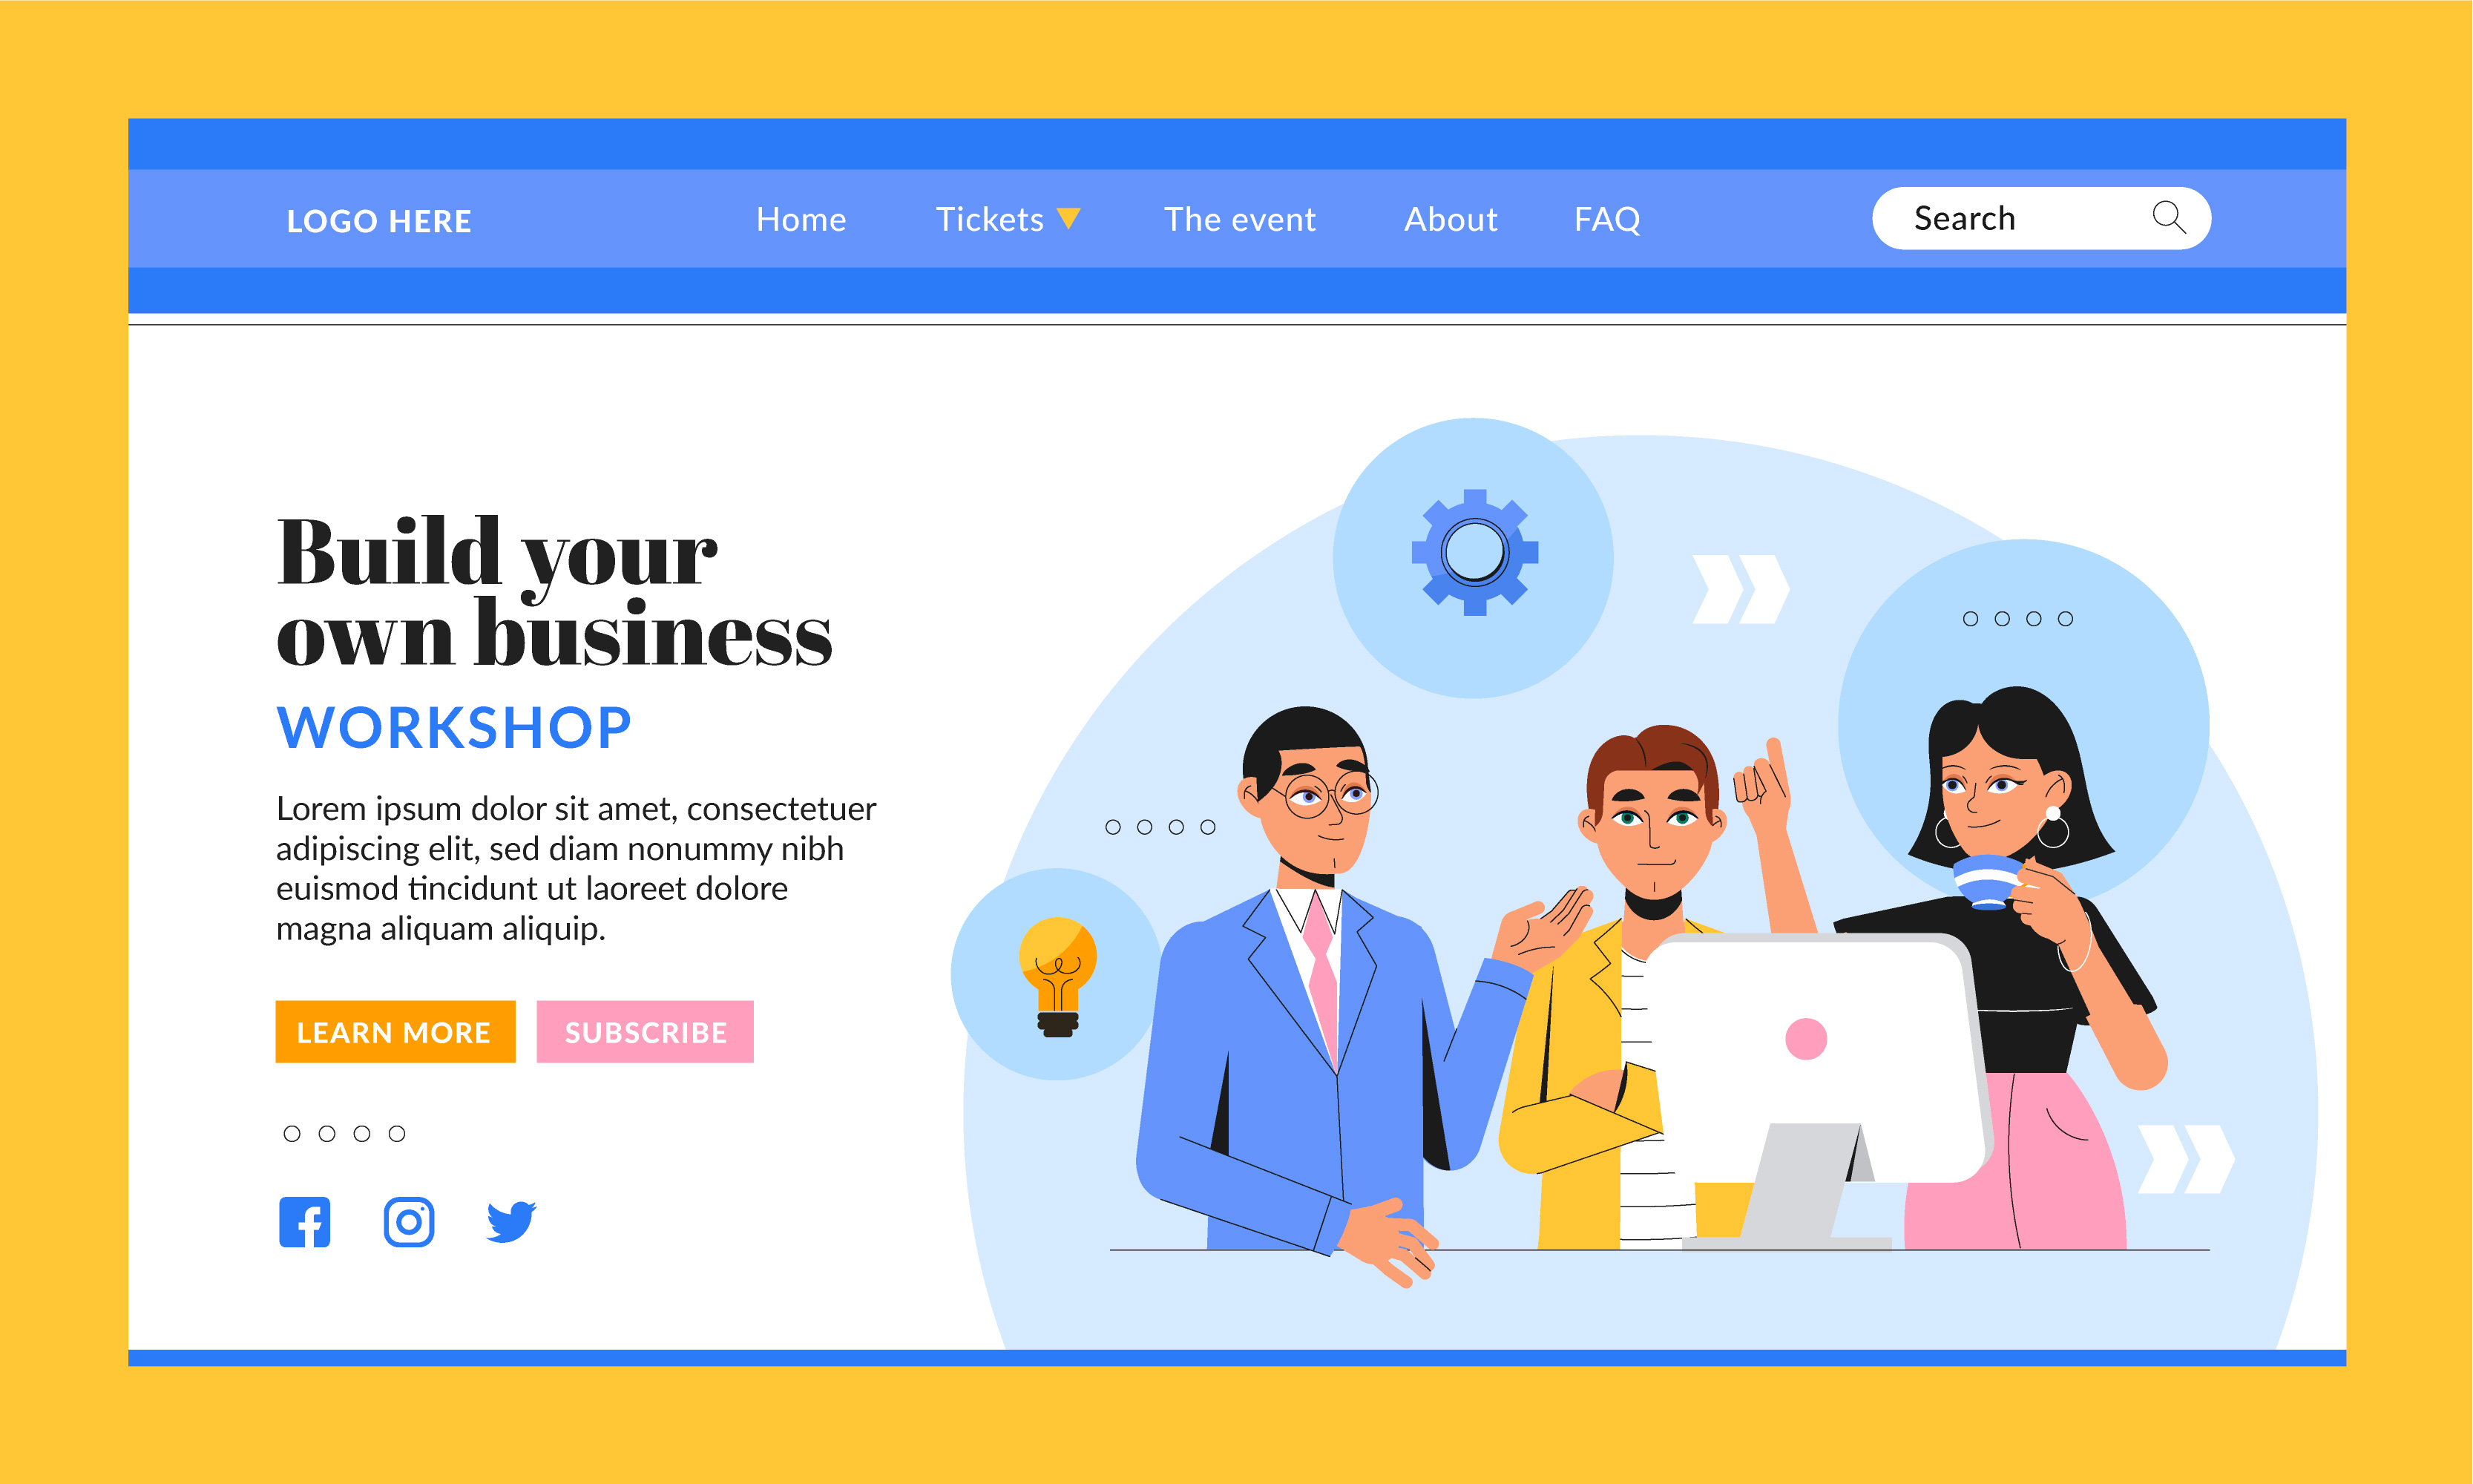 LOGO HERE
Home Tickets The event About FAQ
Search
Build your
own business
WORKSHOP
Lorem ipsum dolor sit amet, consectetuer
adipiscing elit, sed diam nonummy nibh
euismod tincidunt ut laoreet dolore
magna aliquam aliquip.
LEARN MORE SUBSCRIBE